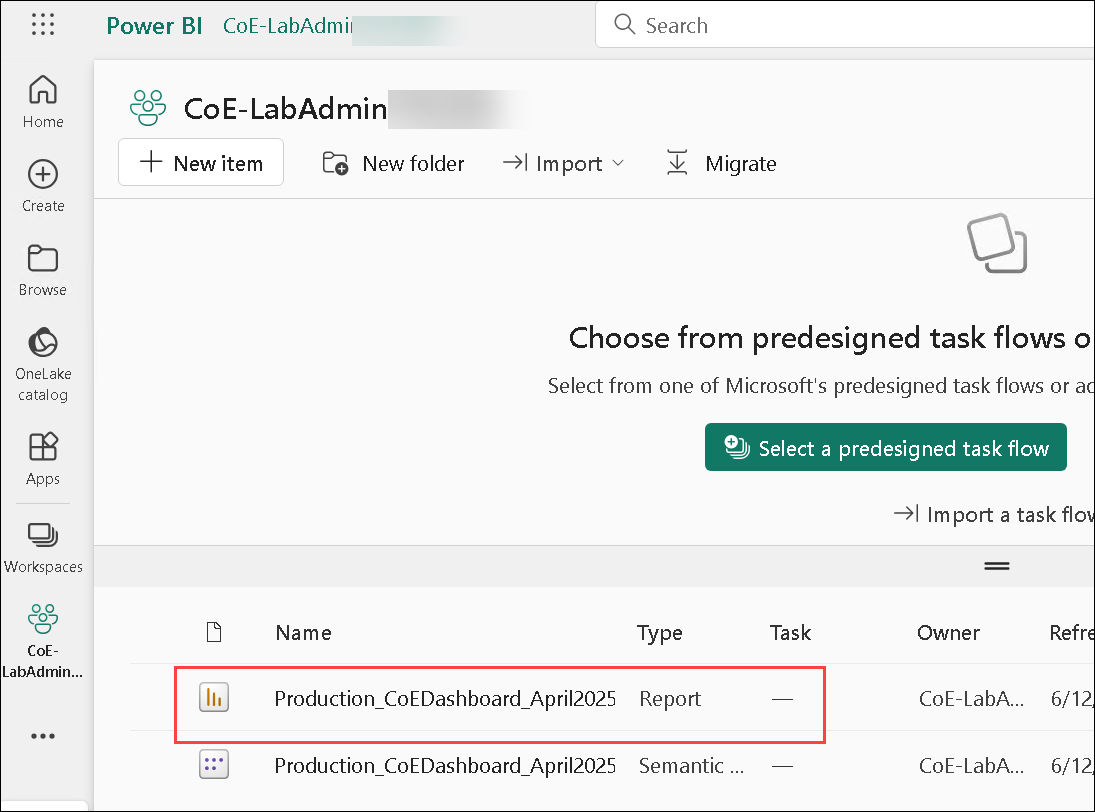 Power BI CoE-LabAdmin
Search
Home
Create
Browse
OneLake
catalog
Apps
Workspaces
CoE-
LabAdmin...
CoE-LabAdmin
New item New folder Import Migrate
Choose from predesigned task flows o
Select from one of Microsoft's predesigned task flows or ad
Select a predesigned task flow
Import a task flow
Name Type Task Owner Refre
Production_CoEDashboard_April2025 Report — CoE-LabA... 6/12/
Production_CoEDashboard_April2025 Semantic ... — CoE-LabA... 6/12/